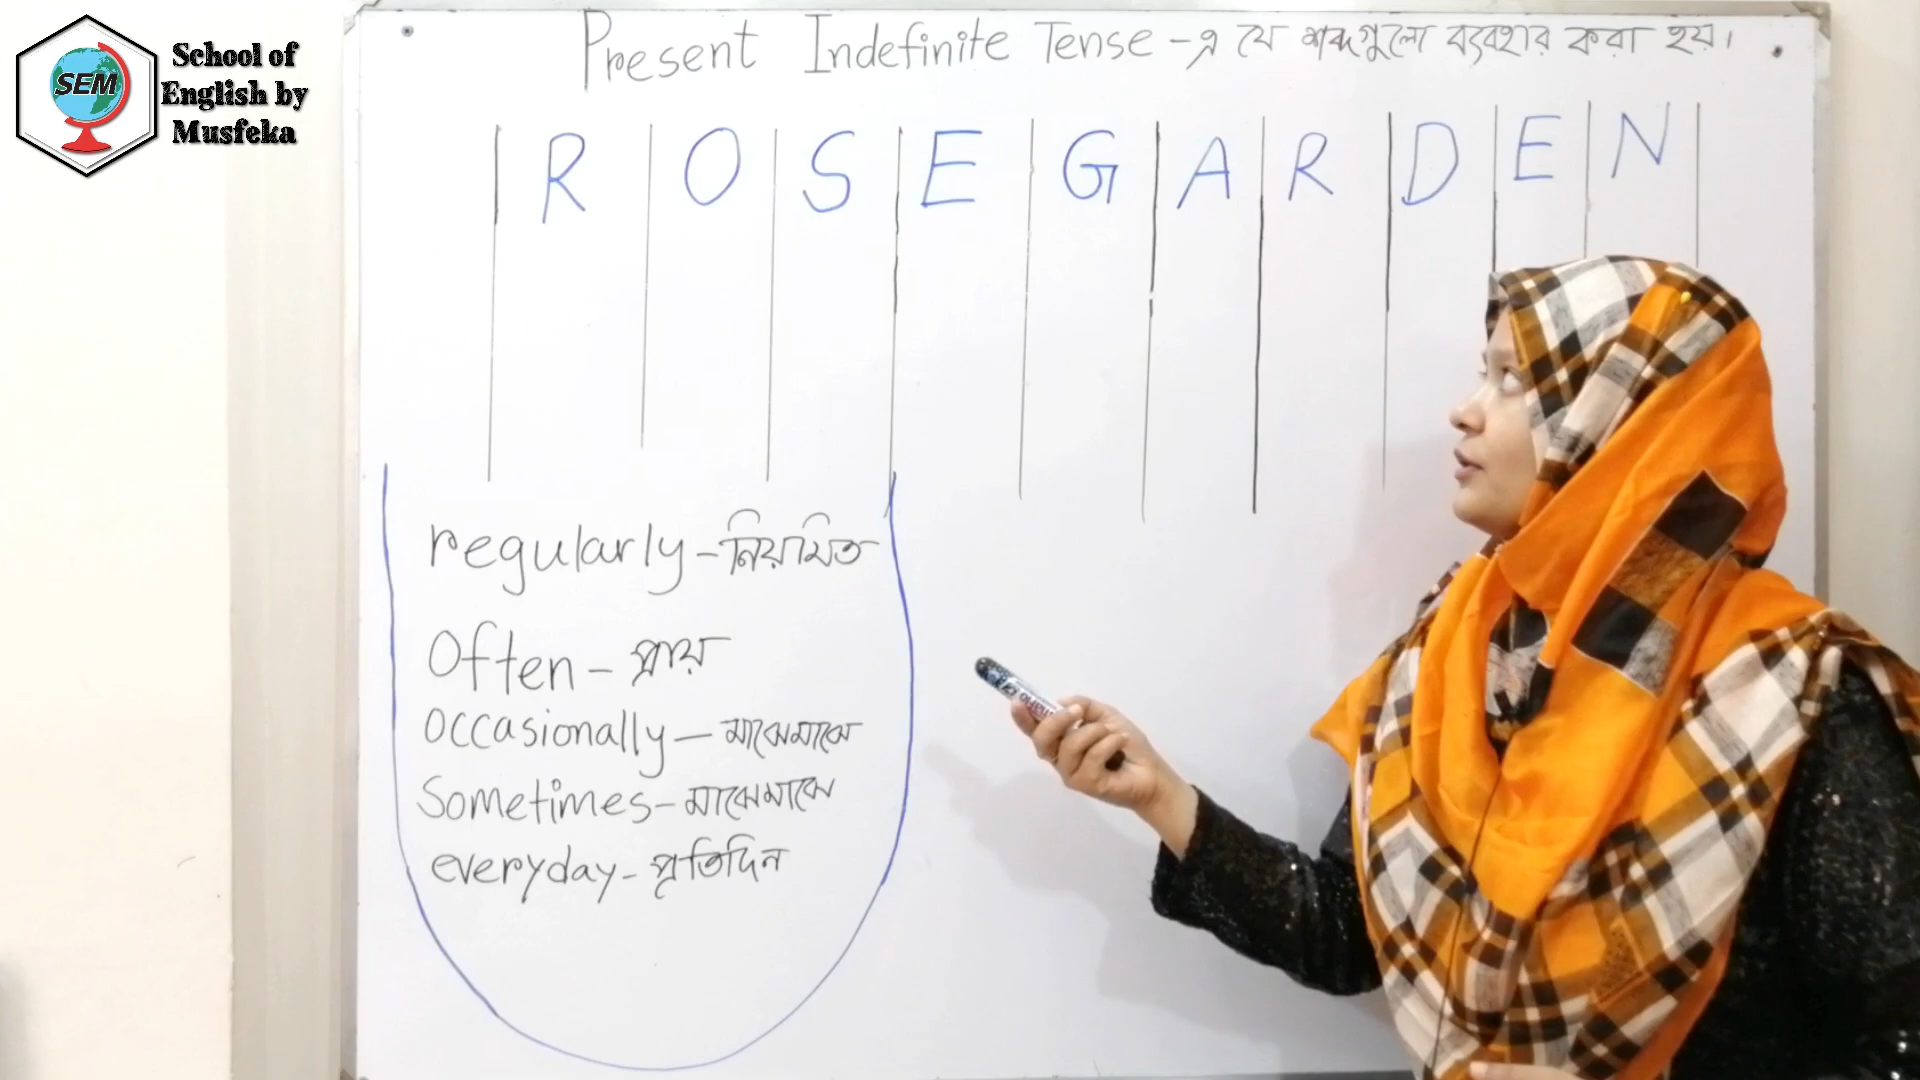 School of
English by
Musfeka
SEM
Present Indefinite Tense - এ যে শব্দগুলো ব্যবহার করা হয়।
R O S E G A R D E N
regularly - নিয়মিত
Often - প্রায়
Occasionally - মাঝেমাঝে
Sometimes - মাঝেমাঝে
everyday - প্রতিদিন